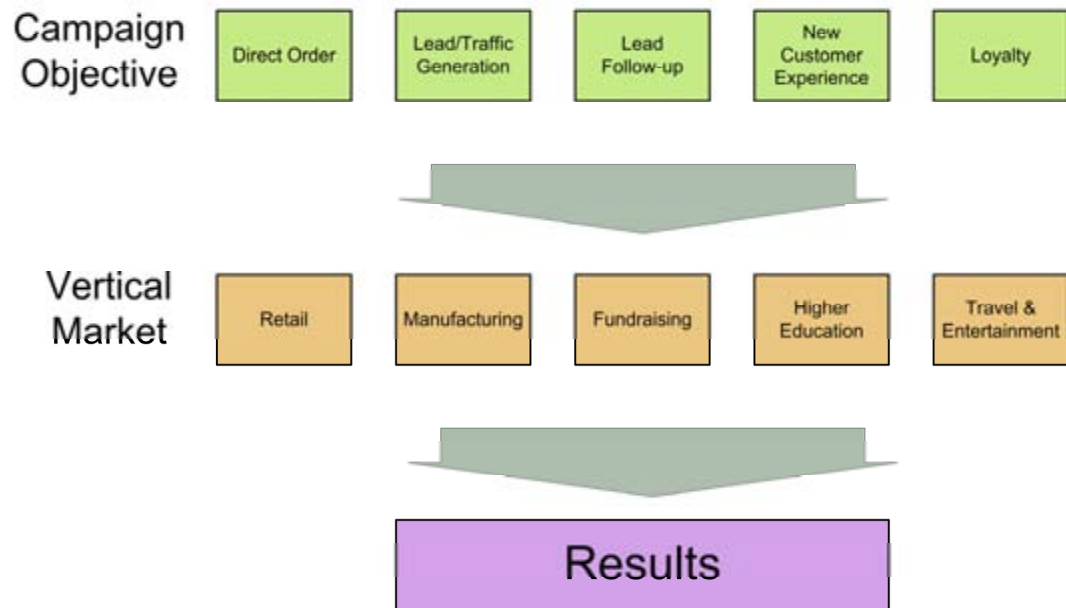 Campaign
Objective
Direct Order
Lead/Traffic
Generation
Lead
Follow-up
New
Customer
Experience
Loyalty
Vertical
Market
Retail
Manufacturing
Fundraising
Higher
Education
Travel &
Entertainment
Results